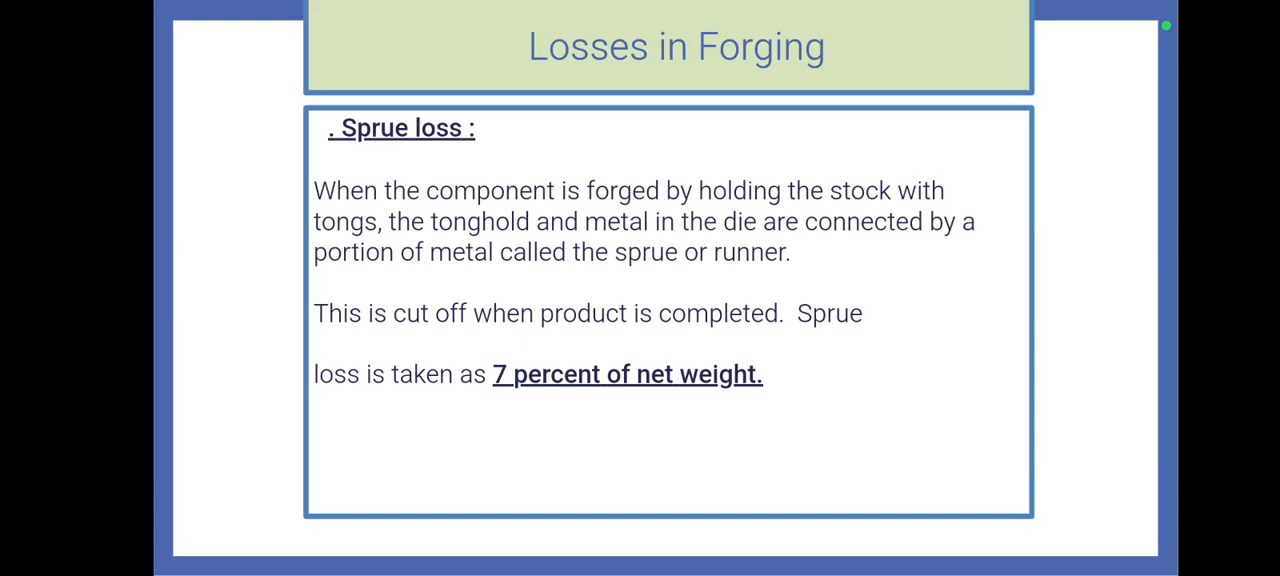 Losses in Forging
. Sprue loss :
When the component is forged by holding the stock with
tongs, the tonghold and metal in the die are connected by a
portion of metal called the sprue or runner.
This is cut off when product is completed.  Sprue
loss is taken as 7 percent of net weight.